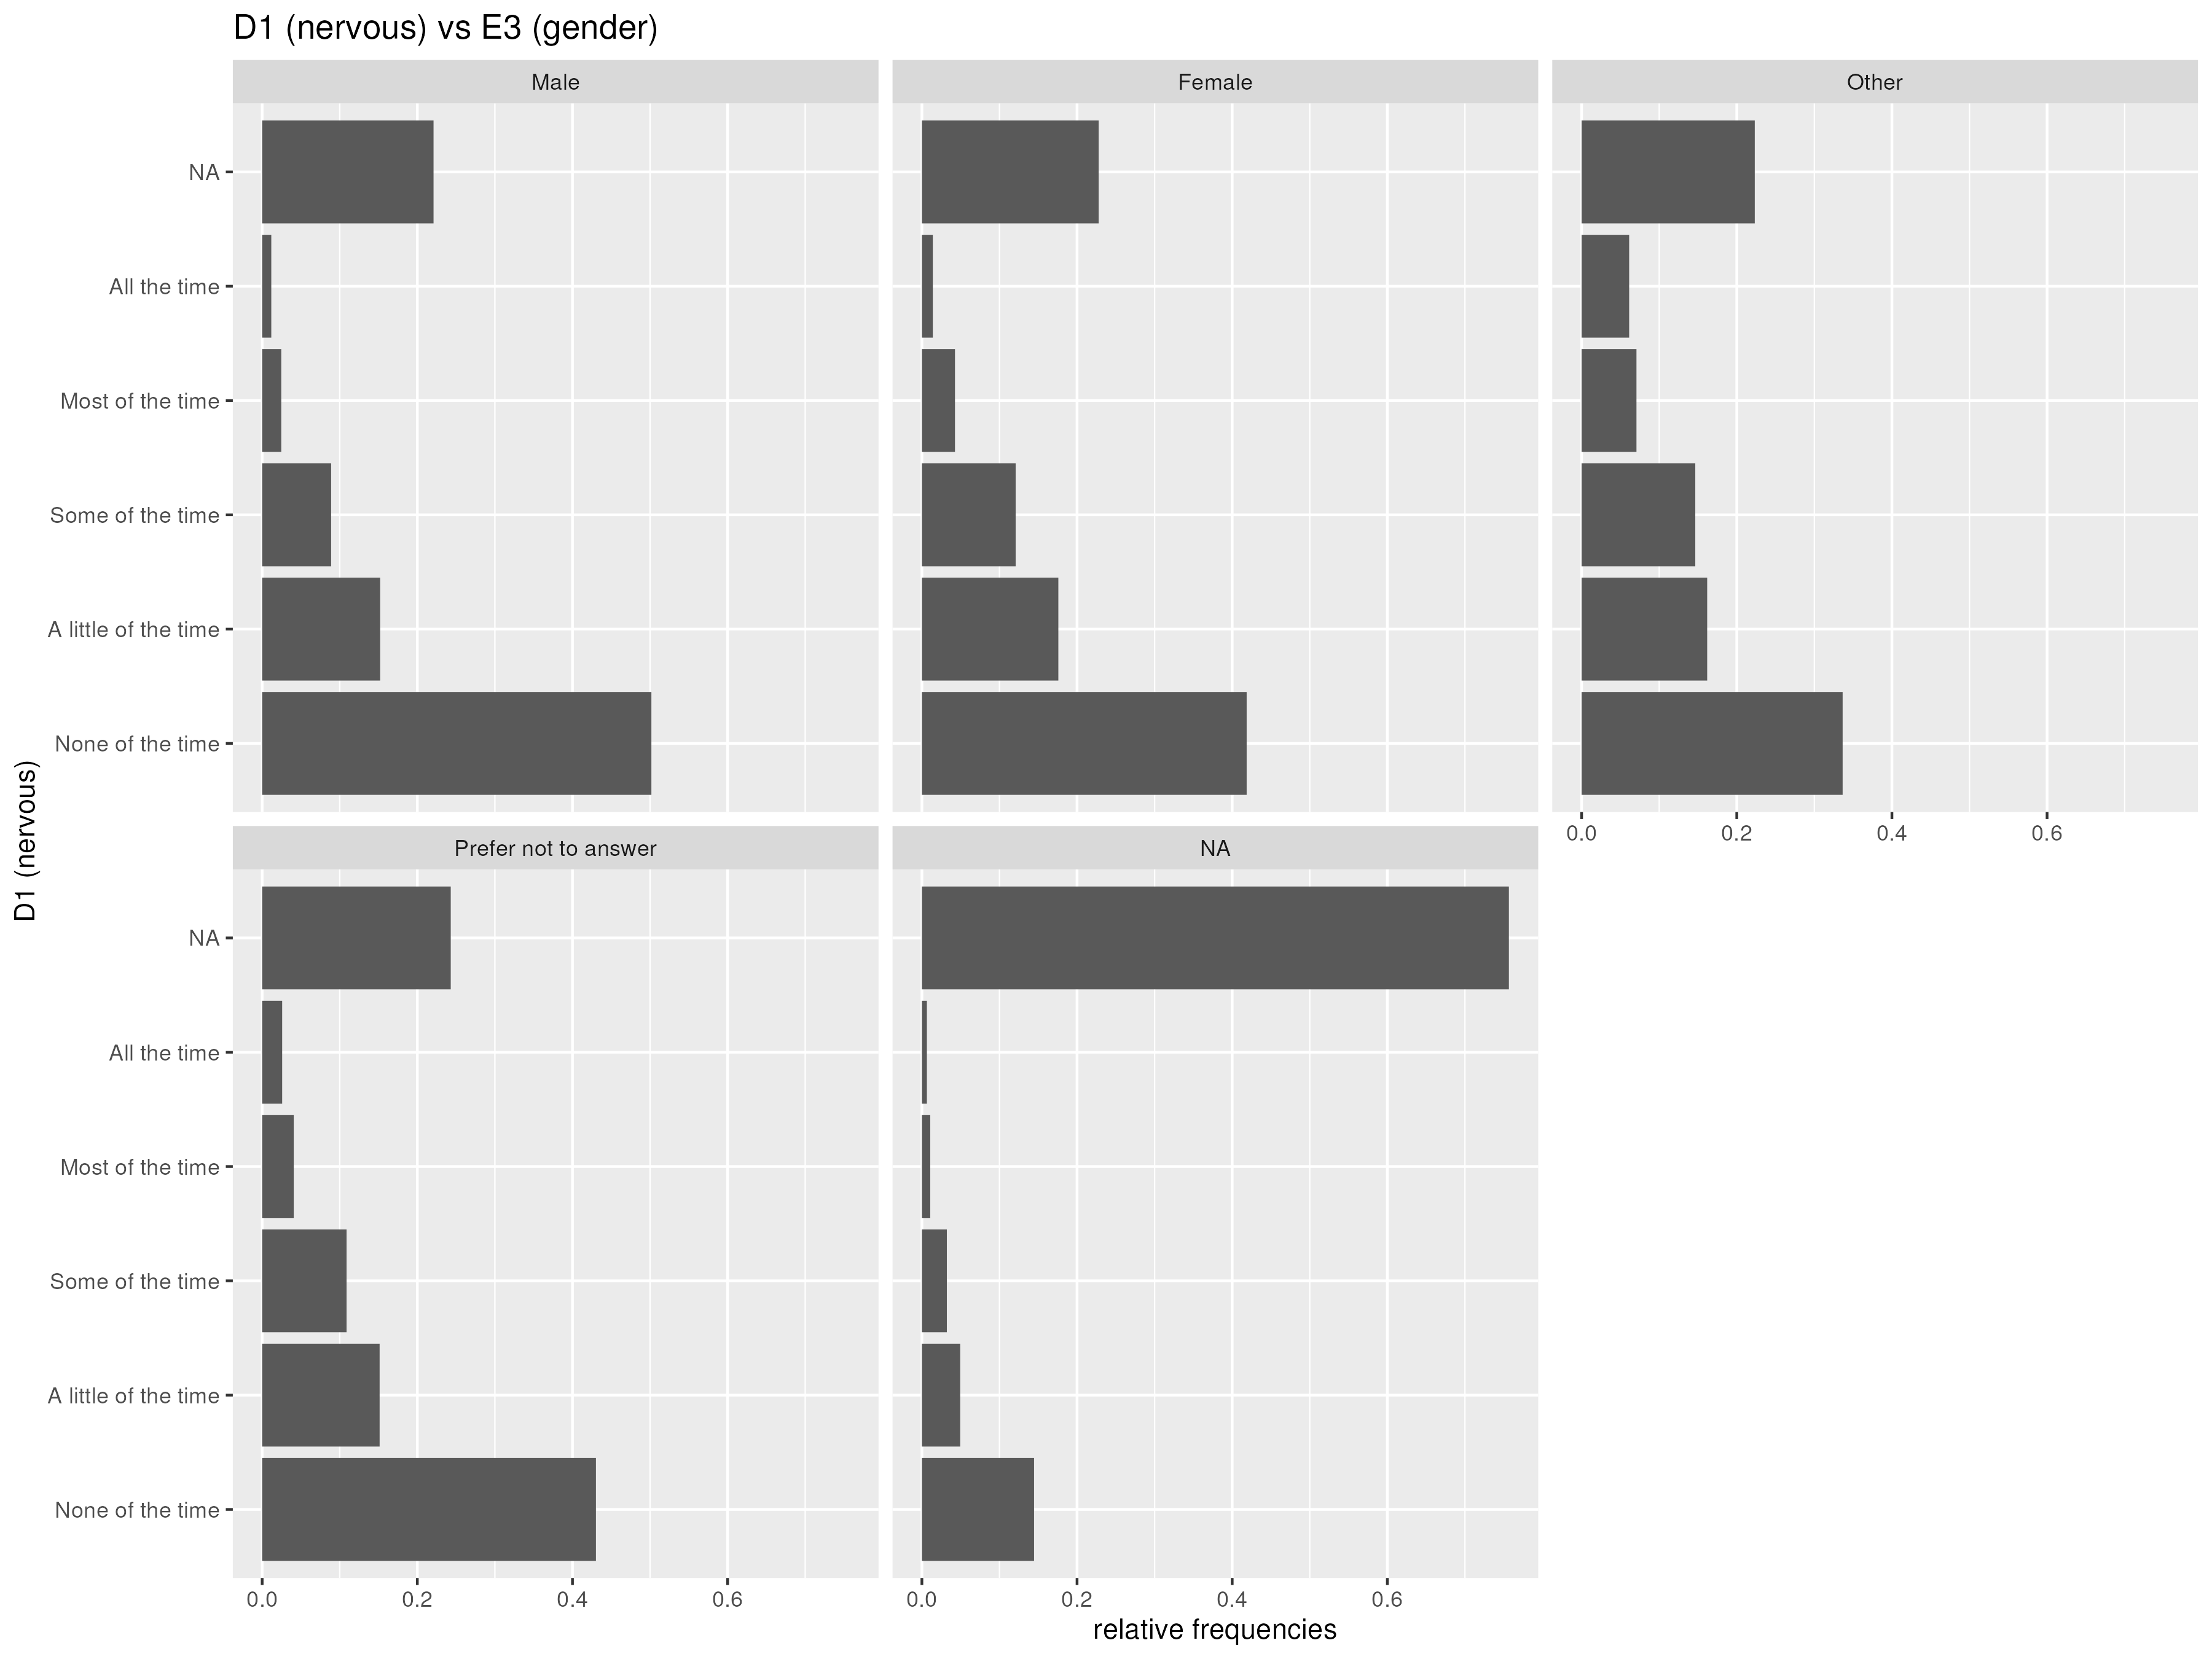 D1 (nervous) vs E3 (gender)
Male
Female
Other
NA
All the time
Most of the time
Some of the time
A little of the time
None of the time
0.0 0.2 0.4 0.6
D1 (nervous)
Prefer not to answer
NA
NA
All the time
Most of the time
Some of the time
A little of the time
None of the time
0.0 0.2 0.4 0.6
0.0 0.2 0.4 0.6
relative frequencies